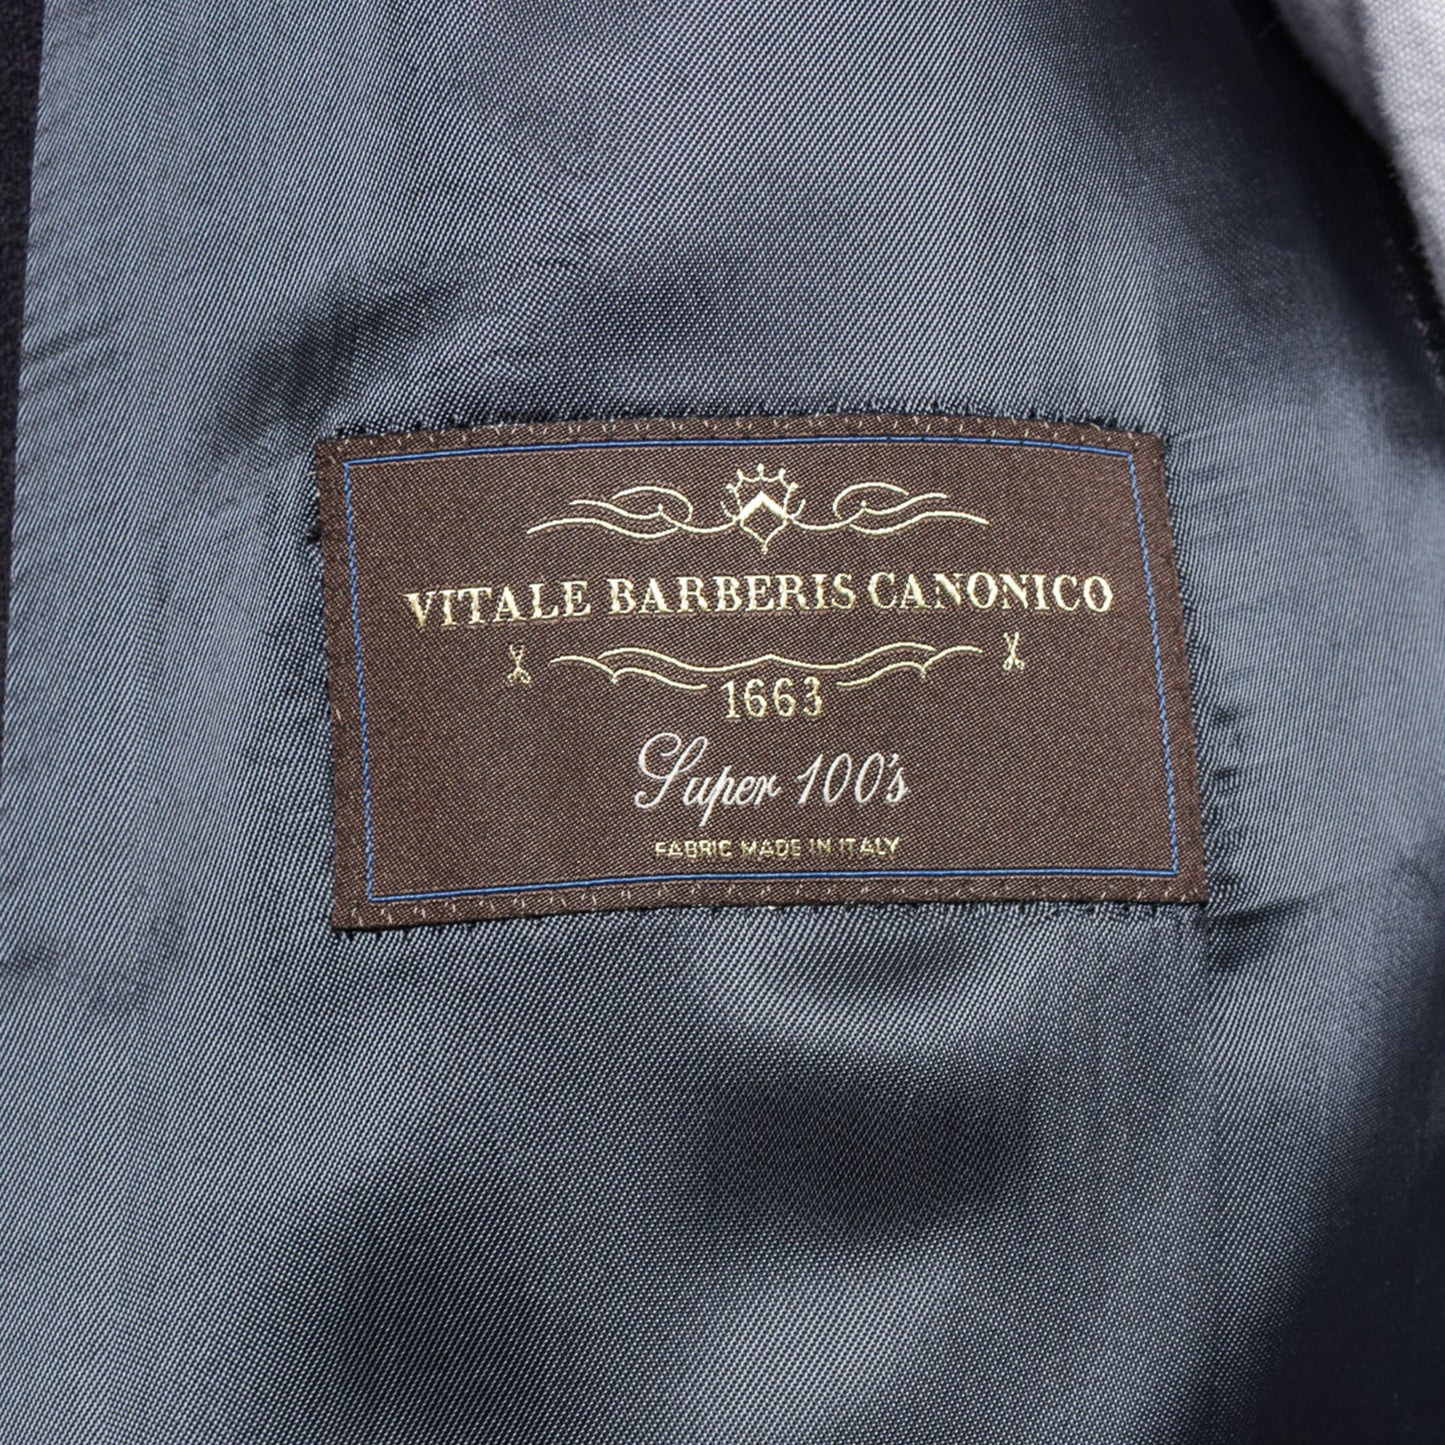 VITALE BARBERIS CANONICO
1663
Super 100's
FABRIC MADE IN ITALY